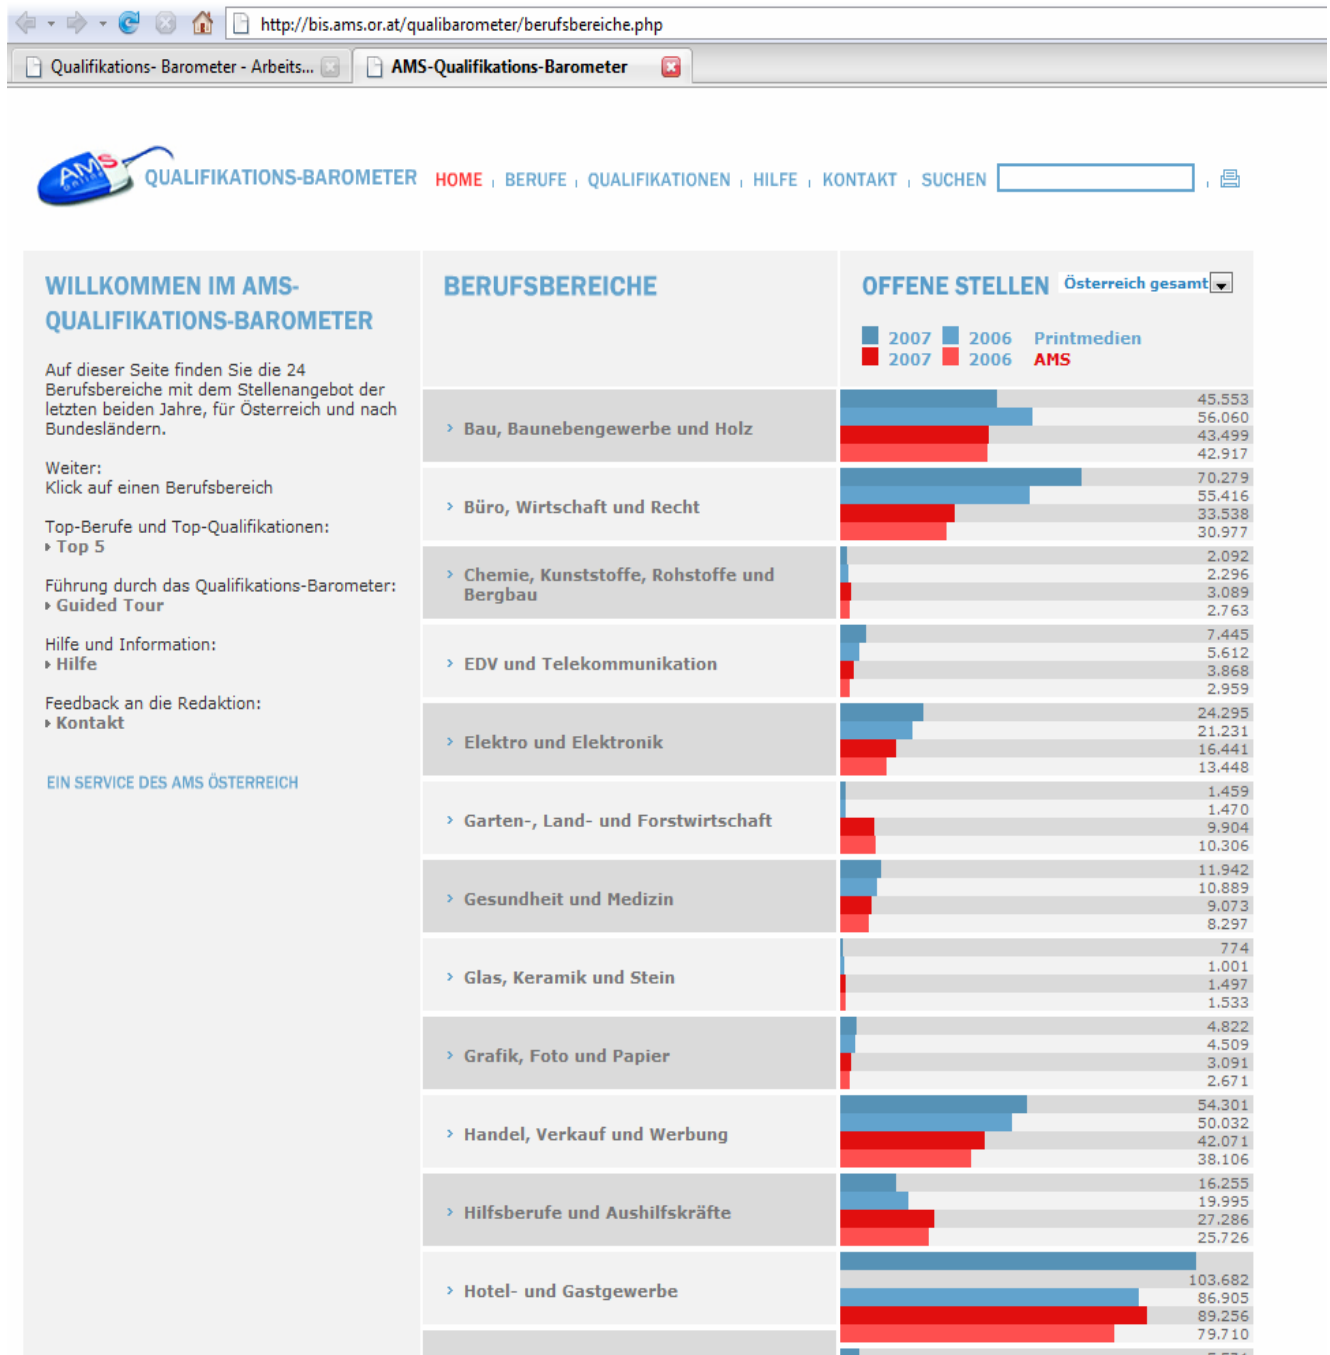 http://bis.ams.or.at/qualibarometer/berufsbereiche.php
Qualifikations- Barometer - Arbeits...
AMS-Qualifikations-Barometer
AMS
online
QUALIFIKATIONS-BAROMETER
HOME
BERUFE
QUALIFIKATIONEN
HILFE
KONTAKT
SUCHEN
WILLKOMMEN IM AMS-
QUALIFIKATIONS-BAROMETER
Auf dieser Seite finden Sie die 24
Berufsbereiche mit dem Stellenangebot der
letzten beiden Jahre, für Österreich und nach
Bundesländern.
Weiter:
Klick auf einen Berufsbereich
Top-Berufe und Top-Qualifikationen:
Top 5
Führung durch das Qualifikations-Barometer:
Guided Tour
Hilfe und Information:
Hilfe
Feedback an die Redaktion:
Kontakt
EIN SERVICE DES AMS ÖSTERREICH
BERUFSBEREICHE
OFFENE STELLEN
Österreich gesamt
2007 2006 Printmedien
2007 2006 AMS
Bau, Baunebengewerbe und Holz
45.553
56.060
43.499
42.917
Büro, Wirtschaft und Recht
70.279
55.416
33.538
30.977
Chemie, Kunststoffe, Rohstoffe und
Bergbau
2.092
2.296
3.089
2.763
EDV und Telekommunikation
7.445
5.612
3.868
2.959
Elektro und Elektronik
24.295
21.231
16.441
13.448
Garten-, Land- und Forstwirtschaft
1.459
1.470
9.904
10.306
Gesundheit und Medizin
11.942
10.889
9.073
8.297
Glas, Keramik und Stein
774
1.001
1.497
1.533
Grafik, Foto und Papier
4.822
4.509
3.091
2.671
Handel, Verkauf und Werbung
54.301
50.032
42.071
38.106
Hilfsberufe und Aushilfskräfte
16.255
19.995
27.286
25.726
Hotel- und Gastgewerbe
103.682
86.905
89.256
79.710